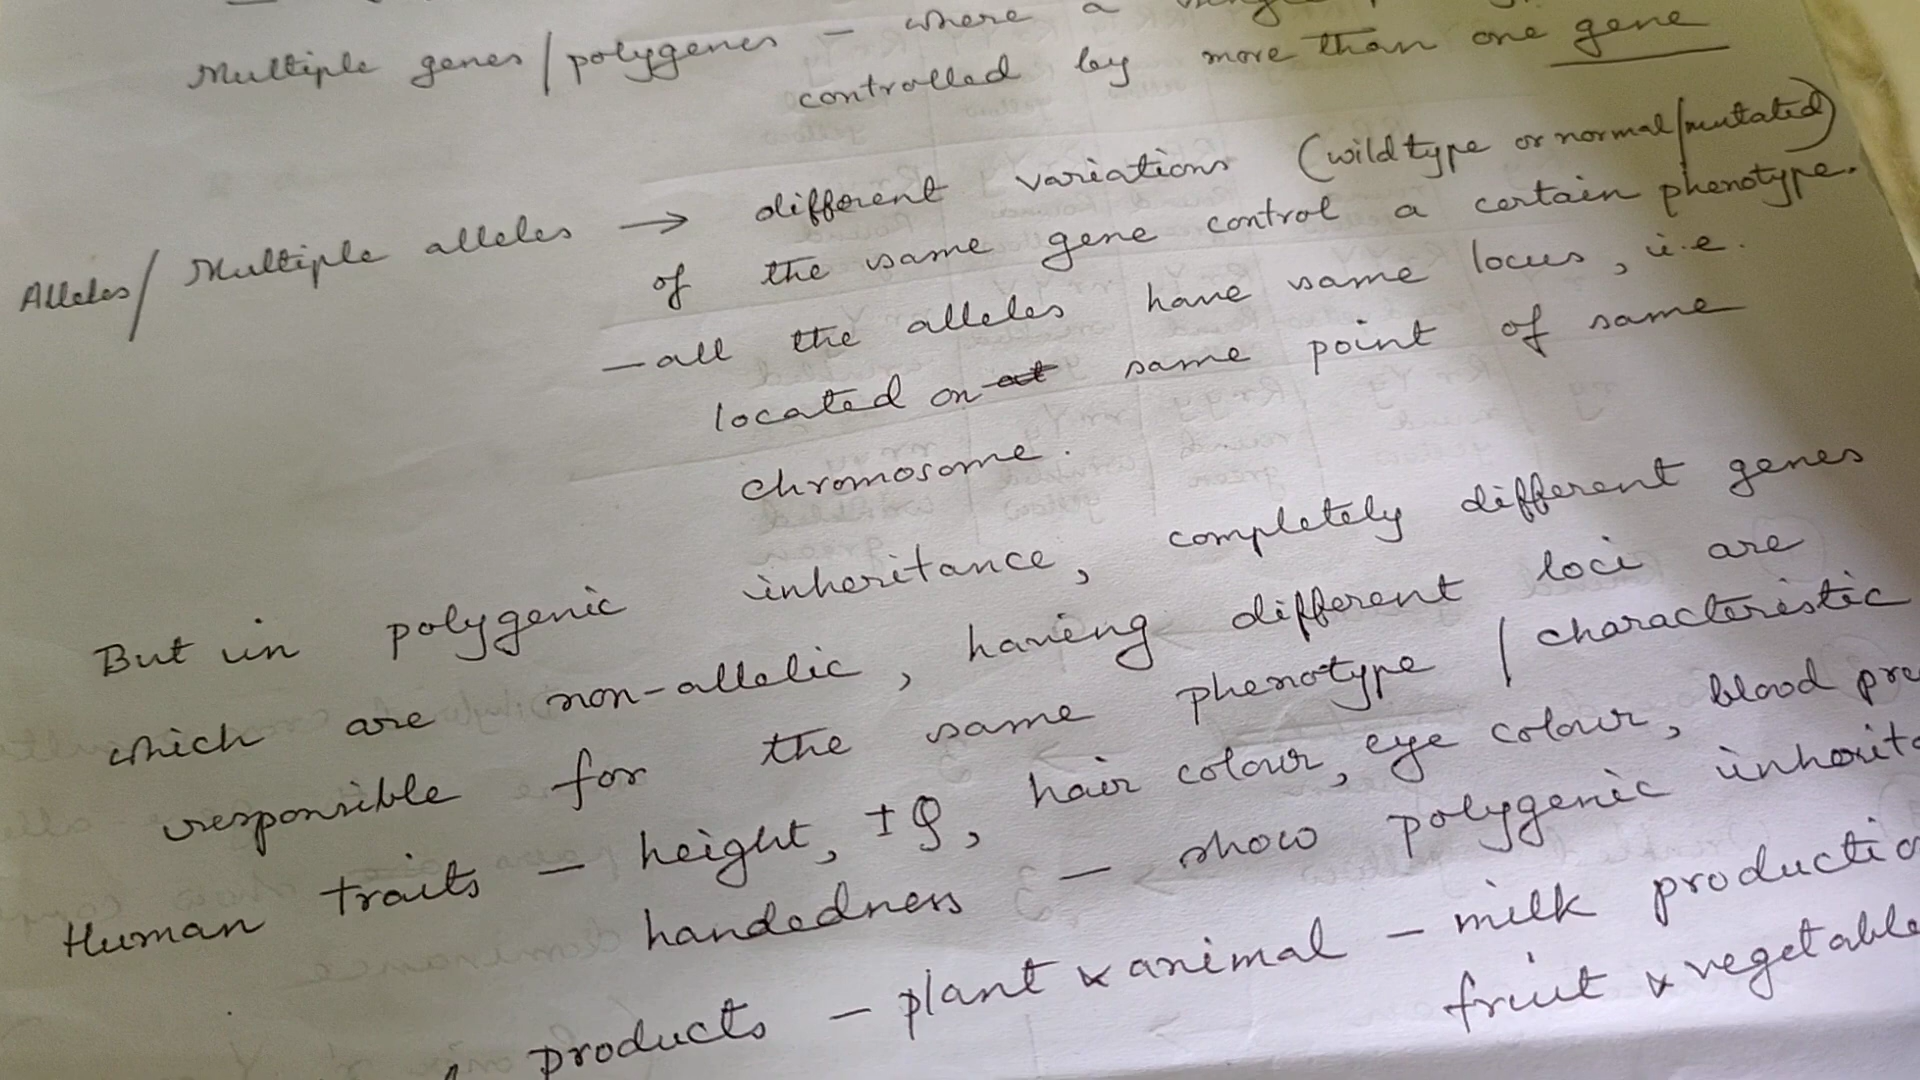 Multiple genes/polygenes - where a single
controlled by more than one gene
Alleles/Multiple alleles → different variations (wild type or normal/mutated)
of the same gene control a certain phenotype.
- all the alleles have same locus, i.e.
located on same point of same
chromosome.
But in polygenic inheritance, completely different genes
which are non-allelic, having different loci are
responsible for the same phenotype/characteristic
Human traits - height, IQ, hair colour, eye colour, blood pre
handedness - show polygenic inherita
products - plant & animal - milk productio
fruit & vegetable